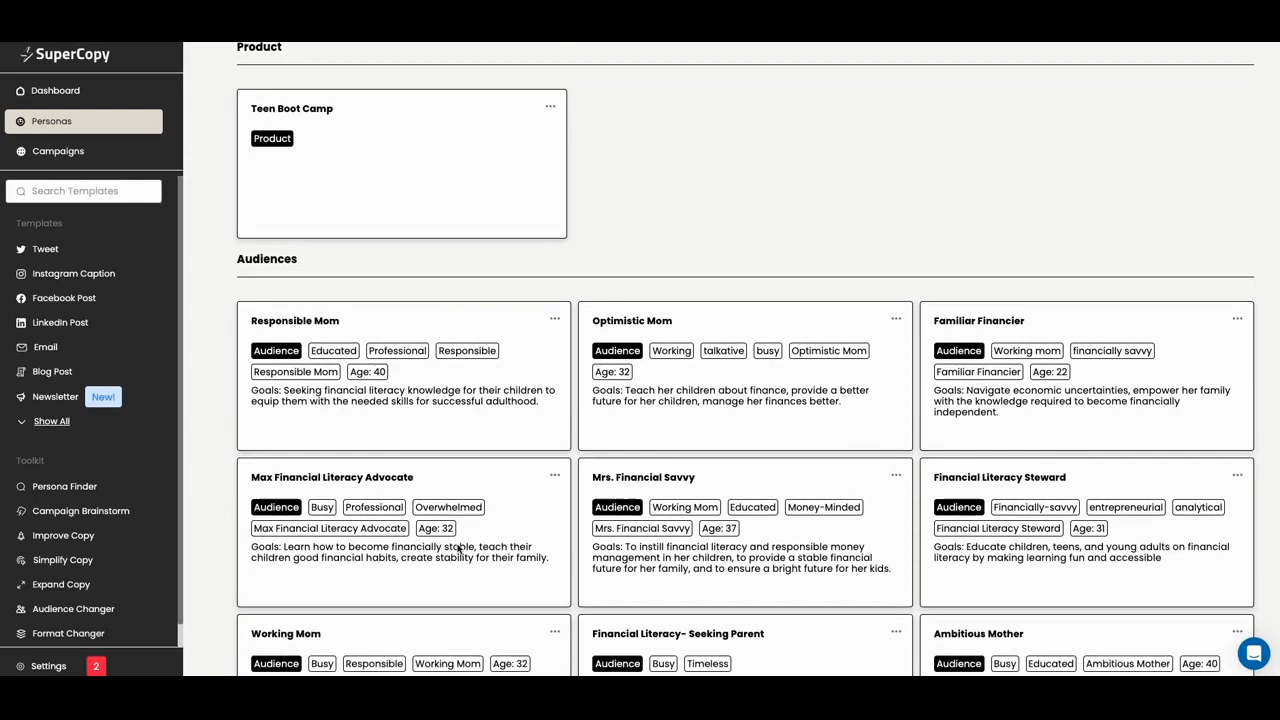 SuperCopy
Dashboard
Personas
Campaigns
Search Templates
Templates
Tweet
Instagram Caption
Facebook Post
LinkedIn Post
Email
Blog Post
Newsletter New!
Show All
Toolkit
Persona Finder
Campaign Brainstorm
Improve Copy
Simplify Copy
Expand Copy
Audience Changer
Format Changer
Settings 2
Product
Teen Boot Camp
Product
Audiences
Responsible Mom
Audience Educated Professional Responsible
Responsible Mom Age: 40
Goals: Seeking financial literacy knowledge for their children to
equip them with the needed skills for successful adulthood.
Optimistic Mom
Audience Working talkative busy Optimistic Mom
Age: 32
Goals: Teach her children about finance, provide a better
future for her children, manage her finances better.
Familiar Financier
Audience Working mom financially savvy
Familiar Financier Age: 22
Goals: Navigate economic uncertainties, empower her family
with the knowledge required to become financially
independent.
Max Financial Literacy Advocate
Audience Busy Professional Overwhelmed
Max Financial Literacy Advocate Age: 32
Goals: Learn how to become financially stable, teach their
children good financial habits, create stability for their family.
Mrs. Financial Savvy
Audience Working Mom Educated Money-Minded
Mrs. Financial Savvy Age: 37
Goals: To instill financial literacy and responsible money
management in her children, to provide a stable financial
future for her family, and to ensure a bright future for her kids.
Financial Literacy Steward
Audience Financially-savvy entrepreneurial analytical
Financial Literacy Steward Age: 31
Goals: Educate children, teens, and young adults on financial
literacy by making learning fun and accessible
Working Mom
Audience Busy Responsible Working Mom Age: 32
Financial Literacy- Seeking Parent
Audience Busy Timeless
Ambitious Mother
Audience Busy Educated Ambitious Mother Age: 40